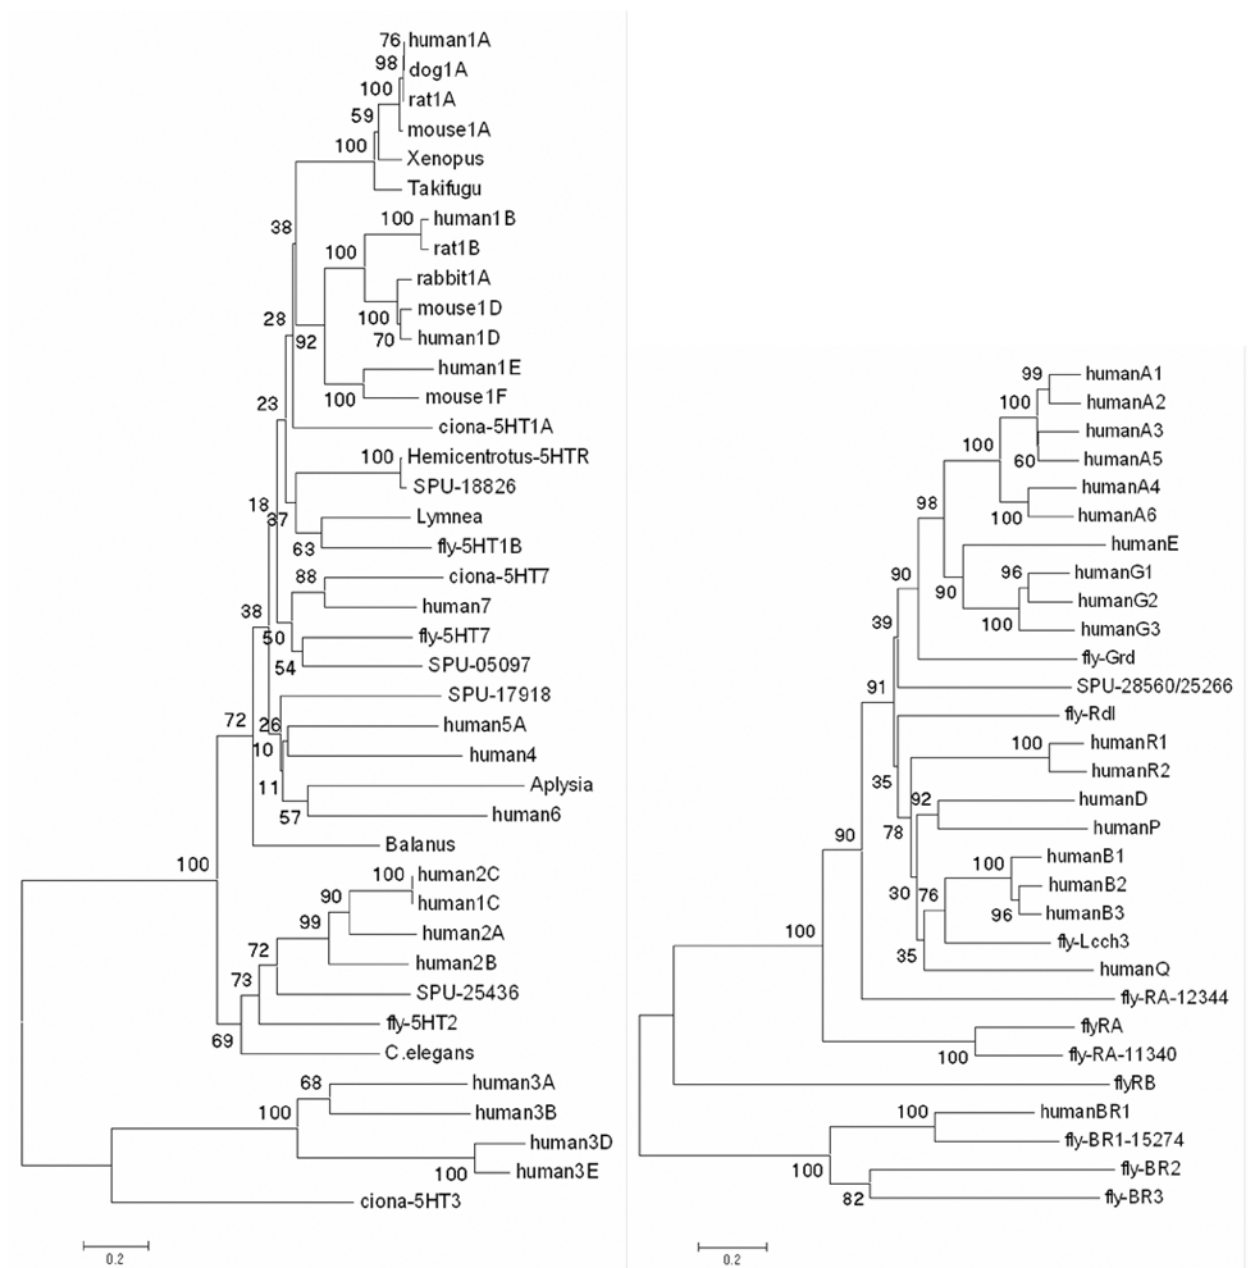 76 human1A
98 dog1A
100 rat1A
59 mouse1A
100 Xenopus
Takifugu
100 human1B
38
100 rat1B
rabbit1A
mouse1D
28 100
92 70 human1D
human1E
100 mouse1F
23
ciona-5HT1A
100 Hemicentrotus-5HTR
SPU-18826
18 37 Lymnea
63 fly-5HT1B
88 ciona-5HT7
38 human7
50 fly-5HT7
54 SPU-05097
SPU-17918
72 26 human5A
10 human4
11 Aplysia
57 human6
Balanus
100 100 human2C
90 human1C
99 human2A
72 human2B
73 SPU-25436
fly-5HT2
69 C.elegans
68 human3A
100 human3B
human3D
100 human3E
ciona-5HT3
0.2
99 humanA1
100 humanA2
100 humanA3
60 humanA5
humanA4
98
100 humanA6
humanE
90 96 humanG1
90 humanG2
39 100 humanG3
fly-Grd
91 SPU-28560/25266
fly-Rdl
100 humanR1
35 humanR2
92 humanD
90 78 humanP
100 humanB1
30 76 humanB2
96 humanB3
100 fly-Lcch3
35 humanQ
fly-RA-12344
flyRA
100 fly-RA-11340
flyRB
100 humanBR1
fly-BR1-15274
100 fly-BR2
82 fly-BR3
0.2